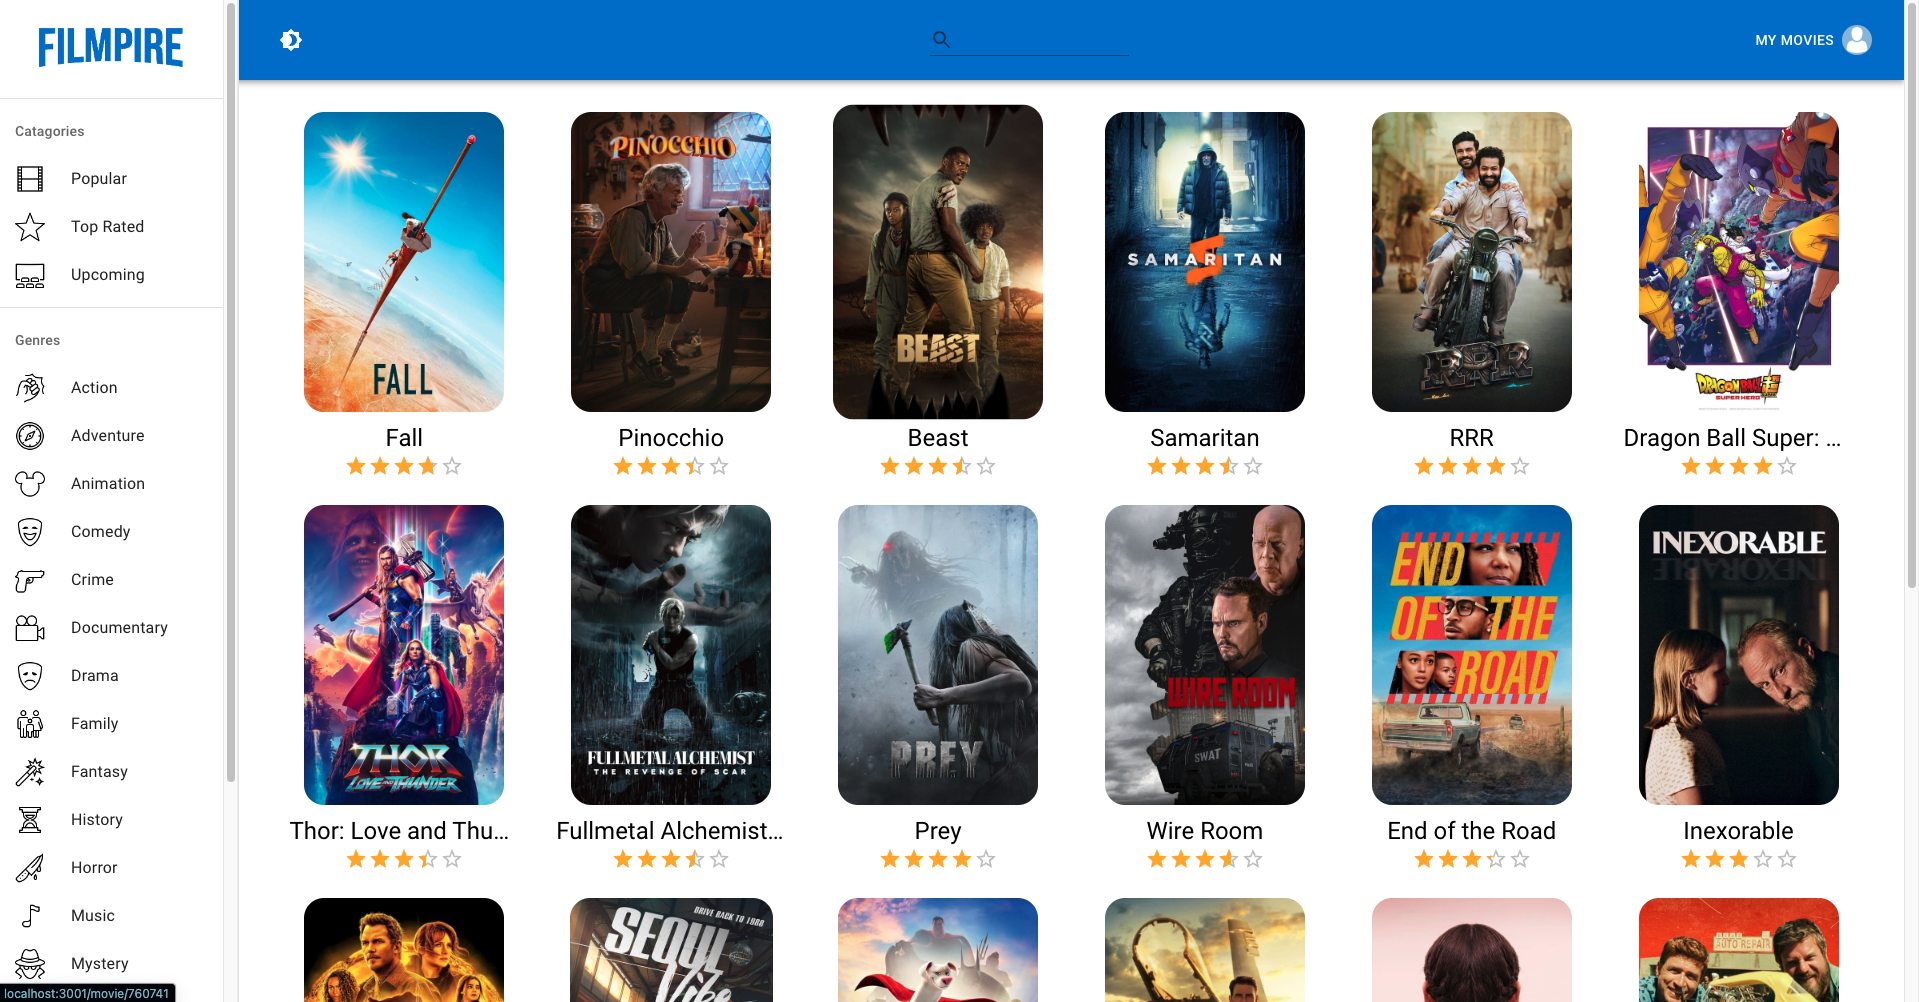 FILMPIRE
MY MOVIES
Catagories
Popular
Top Rated
Upcoming
Genres
Action
Adventure
Animation
Comedy
Crime
Documentary
Drama
Family
Fantasy
History
Horror
Music
Mystery
localhost:3001/movie/760741
FALL
PINOCCHIO
BEAST
SAMARITAN
RRR
DRAGONBALL
SUPER HERO
Fall
Pinocchio
Beast
Samaritan
RRR
Dragon Ball Super: ...
THOR
LOVE AND THUNDER
FULLMETAL ALCHEMIST
THE REVENGE OF SCAR
PREY
WIRE ROOM
SWAT
END
OF THE
ROAD
INEXORABLE
INEXORABLE
Thor: Love and Thu...
Fullmetal Alchemist...
Prey
Wire Room
End of the Road
Inexorable
DRIVE BACK TO 1988
SEOUL
Vibe
AUTO REPAIR